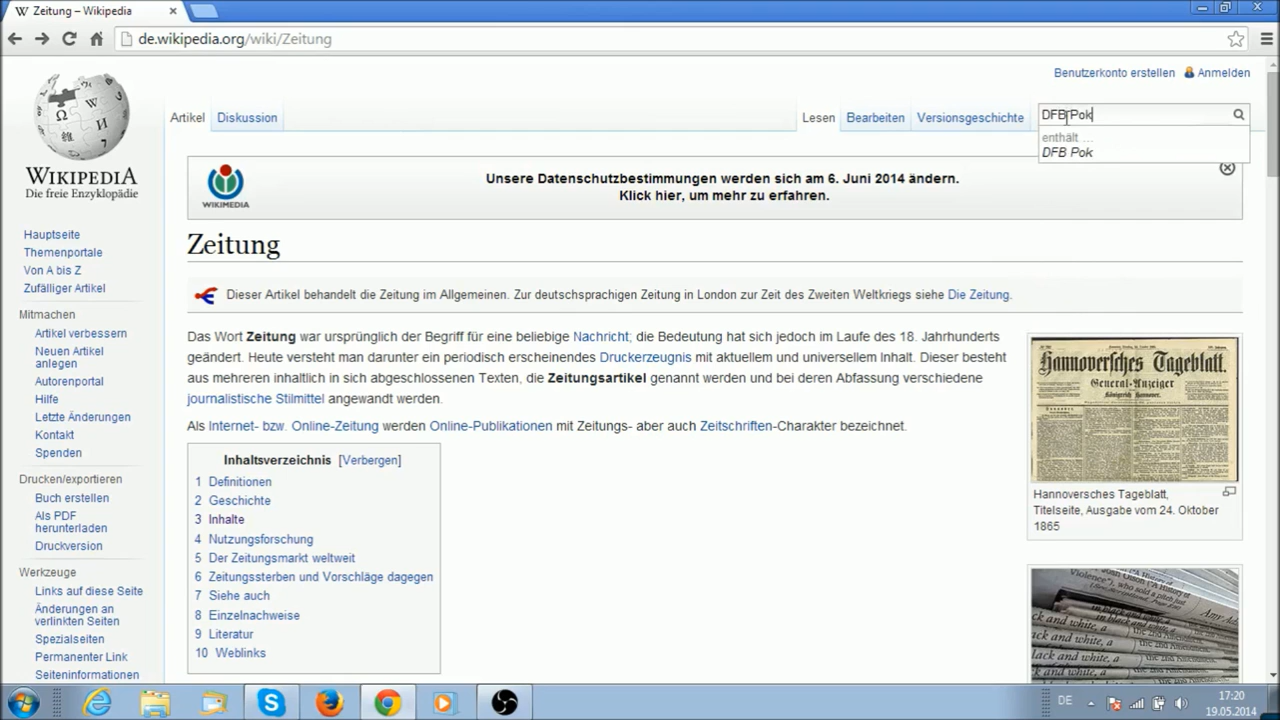 Zeitung – Wikipedia
de.wikipedia.org/wiki/Zeitung
Benutzerkonto erstellen Anmelden
Artikel Diskussion Lesen Bearbeiten Versionsgeschichte DFB Pok
enthält ...
DFB Pok
WIKIPEDIA
Die freie Enzyklopädie
WIKIMEDIA
Unsere Datenschutzbestimmungen werden sich am 6. Juni 2014 ändern.
Klick hier, um mehr zu erfahren.
Hauptseite
Themenportale
Von A bis Z
Zufälliger Artikel
Mitmachen
Artikel verbessern
Neuen Artikel
anlegen
Autorenportal
Hilfe
Letzte Änderungen
Kontakt
Spenden
Drucken/exportieren
Buch erstellen
Als PDF
herunterladen
Druckversion
Werkzeuge
Links auf diese Seite
Änderungen an
verlinkten Seiten
Spezialseiten
Permanenter Link
Seiteninformationen
Zeitung
Dieser Artikel behandelt die Zeitung im Allgemeinen. Zur deutschsprachigen Zeitung in London zur Zeit des Zweiten Weltkriegs siehe Die Zeitung.
Das Wort Zeitung war ursprünglich der Begriff für eine beliebige Nachricht; die Bedeutung hat sich jedoch im Laufe des 18. Jahrhunderts
geändert. Heute versteht man darunter ein periodisch erscheinendes Druckerzeugnis mit aktuellem und universellem Inhalt. Dieser besteht
aus mehreren inhaltlich in sich abgeschlossenen Texten, die Zeitungsartikel genannt werden und bei deren Abfassung verschiedene
journalistische Stilmittel angewandt werden.
Als Internet- bzw. Online-Zeitung werden Online-Publikationen mit Zeitungs- aber auch Zeitschriften-Charakter bezeichnet.
Inhaltsverzeichnis [Verbergen]
1 Definitionen
2 Geschichte
3 Inhalte
4 Nutzungsforschung
5 Der Zeitungsmarkt weltweit
6 Zeitungssterben und Vorschläge dagegen
7 Siehe auch
8 Einzelnachweise
9 Literatur
10 Weblinks
Hannoversches Tageblatt.
General-Anzeiger
Hannoversches Tageblatt,
Titelseite, Ausgabe vom 24. Oktober
1865
black and white, a
DE
17:20
19.05.2014